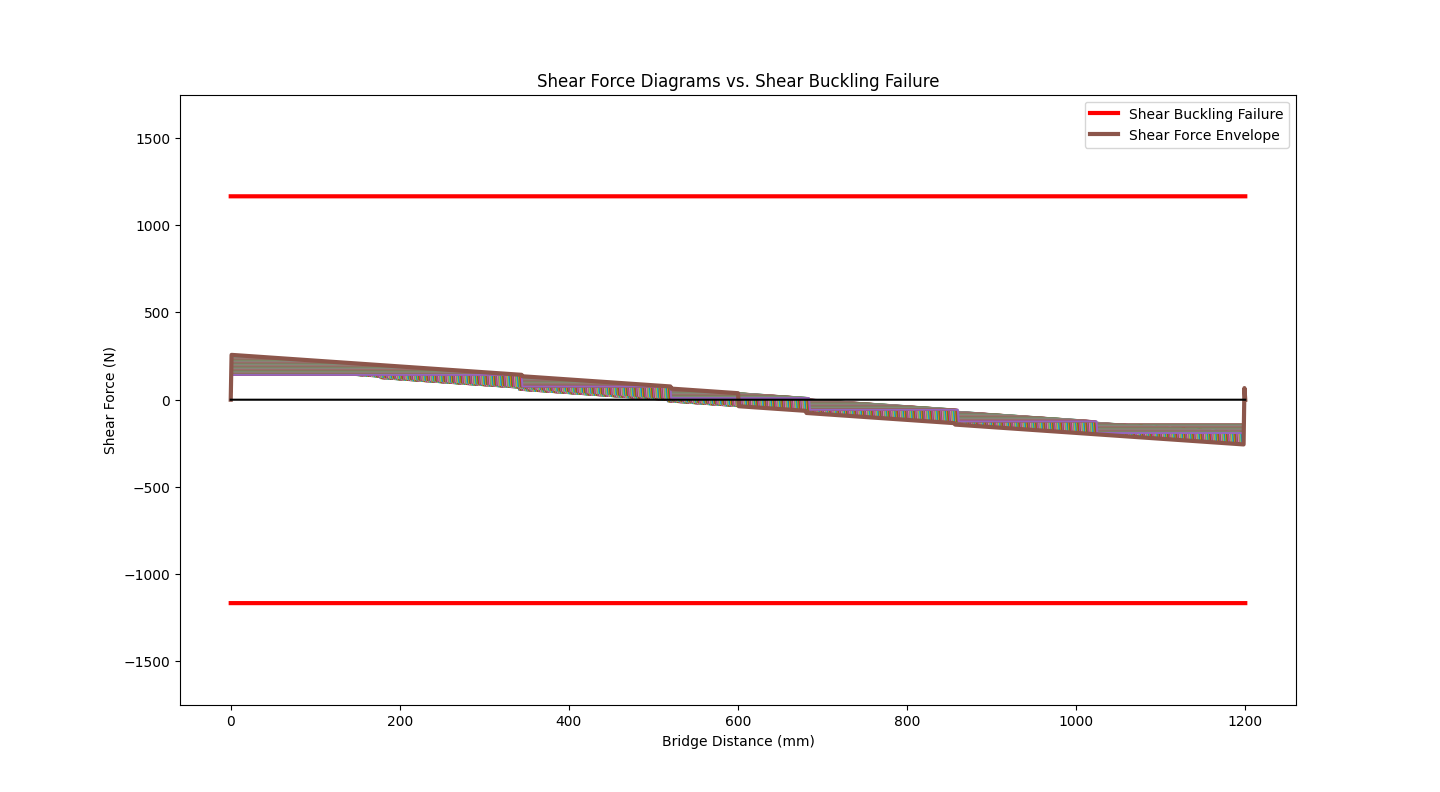 Shear Force Diagrams vs. Shear Buckling Failure
Shear Buckling Failure
Shear Force Envelope
1500
1000
500
0
−500
−1000
−1500
Shear Force (N)
0 200 400 600 800 1000 1200
Bridge Distance (mm)